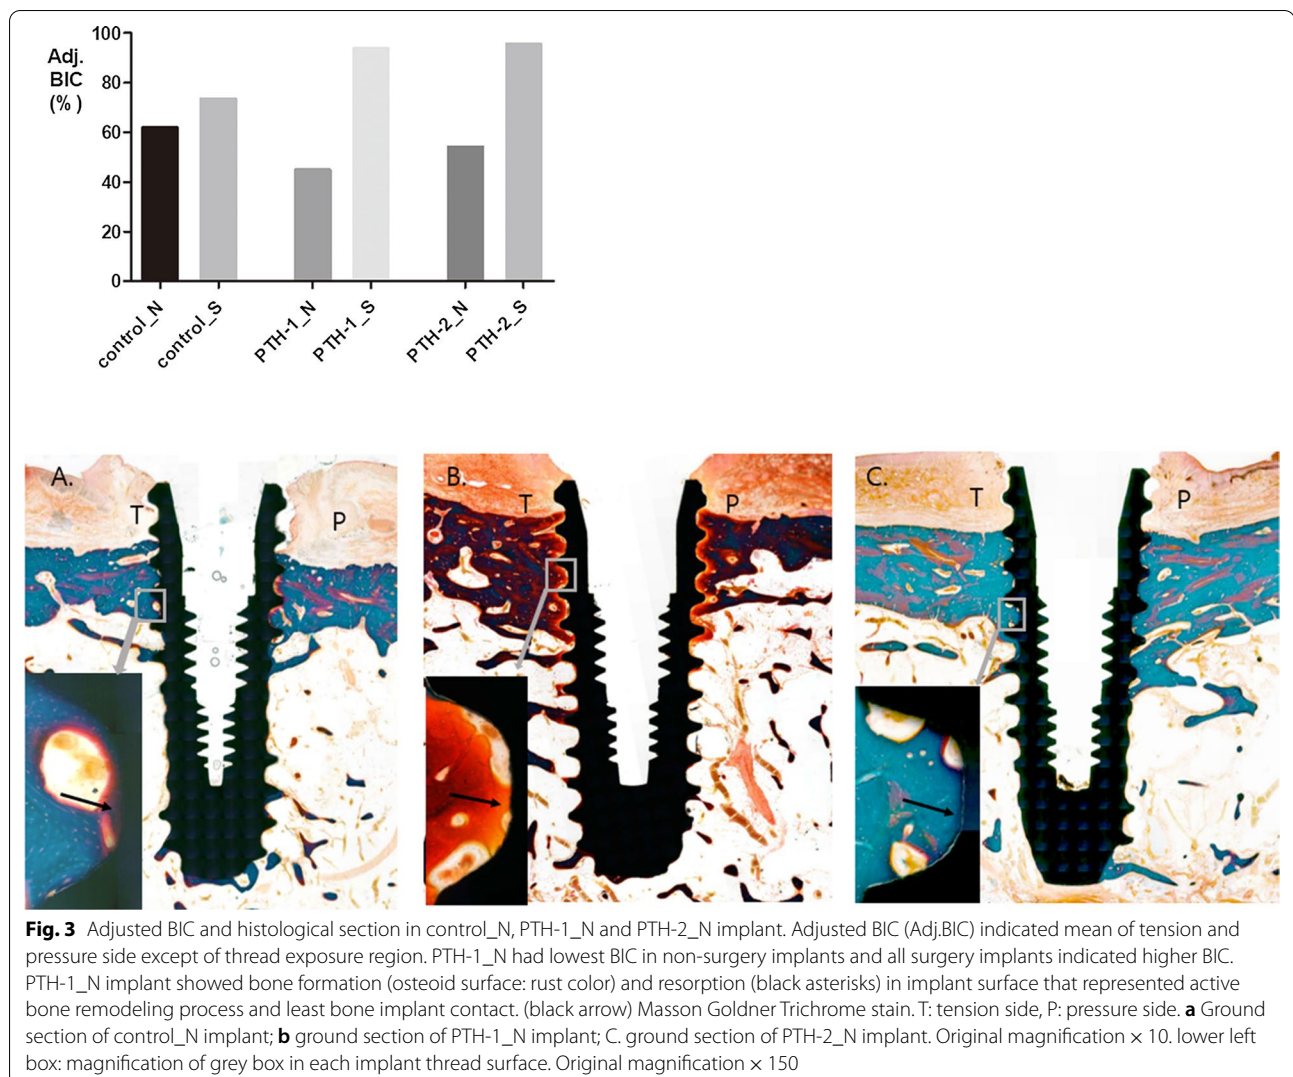 Adj.
BIC
(% )
100
80
60
40
20
0
control_N
control_S
PTH-1_N
PTH-1_S
PTH-2_N
PTH-2_S
A.
T
P
B.
T
P
C.
T
P
Fig. 3 Adjusted BIC and histological section in control_N, PTH-1_N and PTH-2_N implant. Adjusted BIC (Adj.BIC) indicated mean of tension and
pressure side except of thread exposure region. PTH-1_N had lowest BIC in non-surgery implants and all surgery implants indicated higher BIC.
PTH-1_N implant showed bone formation (osteoid surface: rust color) and resorption (black asterisks) in implant surface that represented active
bone remodeling process and least bone implant contact. (black arrow) Masson Goldner Trichrome stain. T: tension side, P: pressure side. a Ground
section of control_N implant; b ground section of PTH-1_N implant; C. ground section of PTH-2_N implant. Original magnification × 10. lower left
box: magnification of grey box in each implant thread surface. Original magnification × 150